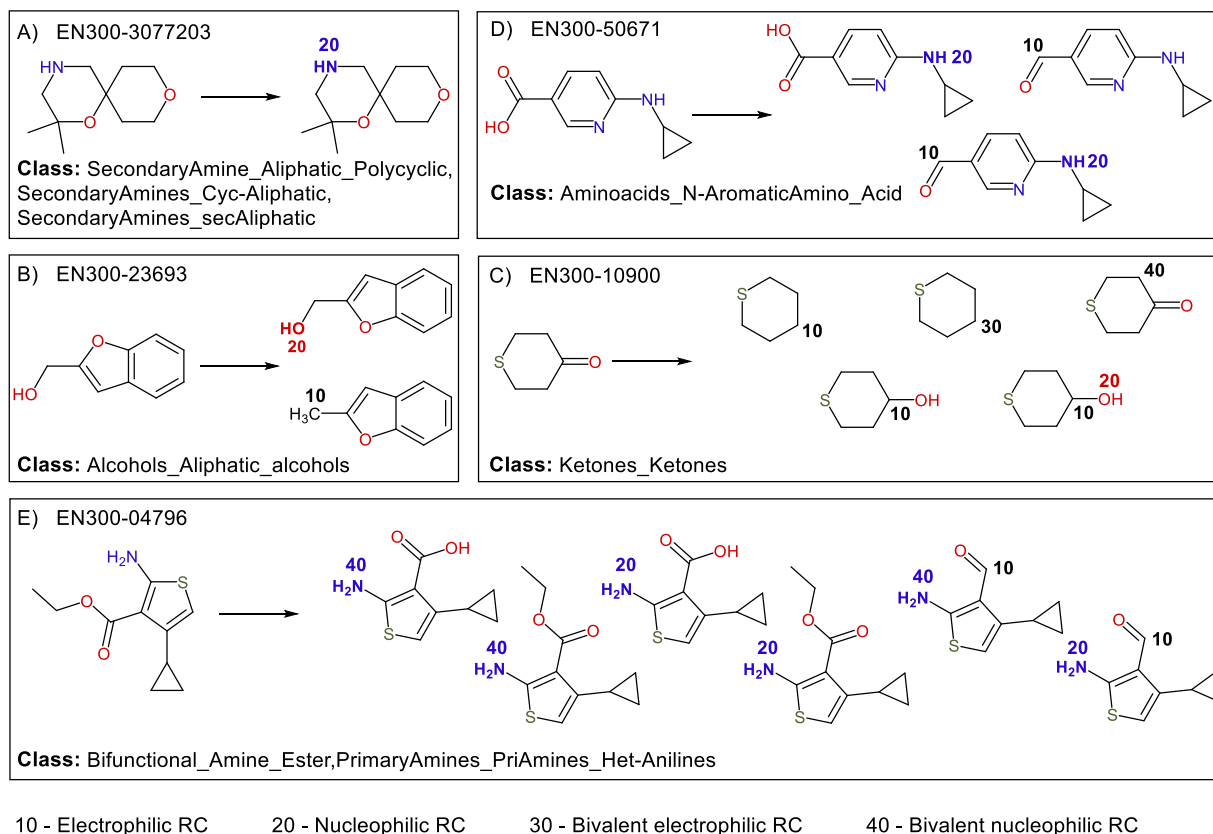 A) EN300-3077203
20
HN
O
O
HN
O
O
Class: SecondaryAmine_Aliphatic_Polycyclic,
SecondaryAmines_Cyc-Aliphatic,
SecondaryAmines_secAliphatic
D) EN300-50671
O
HO
NH
N
HO
O
NH 20
N
10
O
NH
N
10
O
NH 20
N
Class: Aminoacids_N-AromaticAmino_Acid
B) EN300-23693
O
HO
HO
20
O
10
H3C
O
Class: Alcohols_Aliphatic_alcohols
C) EN300-10900
S
O
S
10
S
30
40
S
O
S
OH
10
20
S
OH
10
Class: Ketones_Ketones
E) EN300-04796
H2N
S
O
O
O
OH
40
H2N
S
O
O
40
H2N
S
O
OH
20
H2N
S
O
O
20
H2N
S
O
10
40
H2N
S
O
10
20
H2N
S
Class: Bifunctional_Amine_Ester,PrimaryAmines_PriAmines_Het-Anilines
10 - Electrophilic RC 20 - Nucleophilic RC 30 - Bivalent electrophilic RC 40 - Bivalent nucleophilic RC